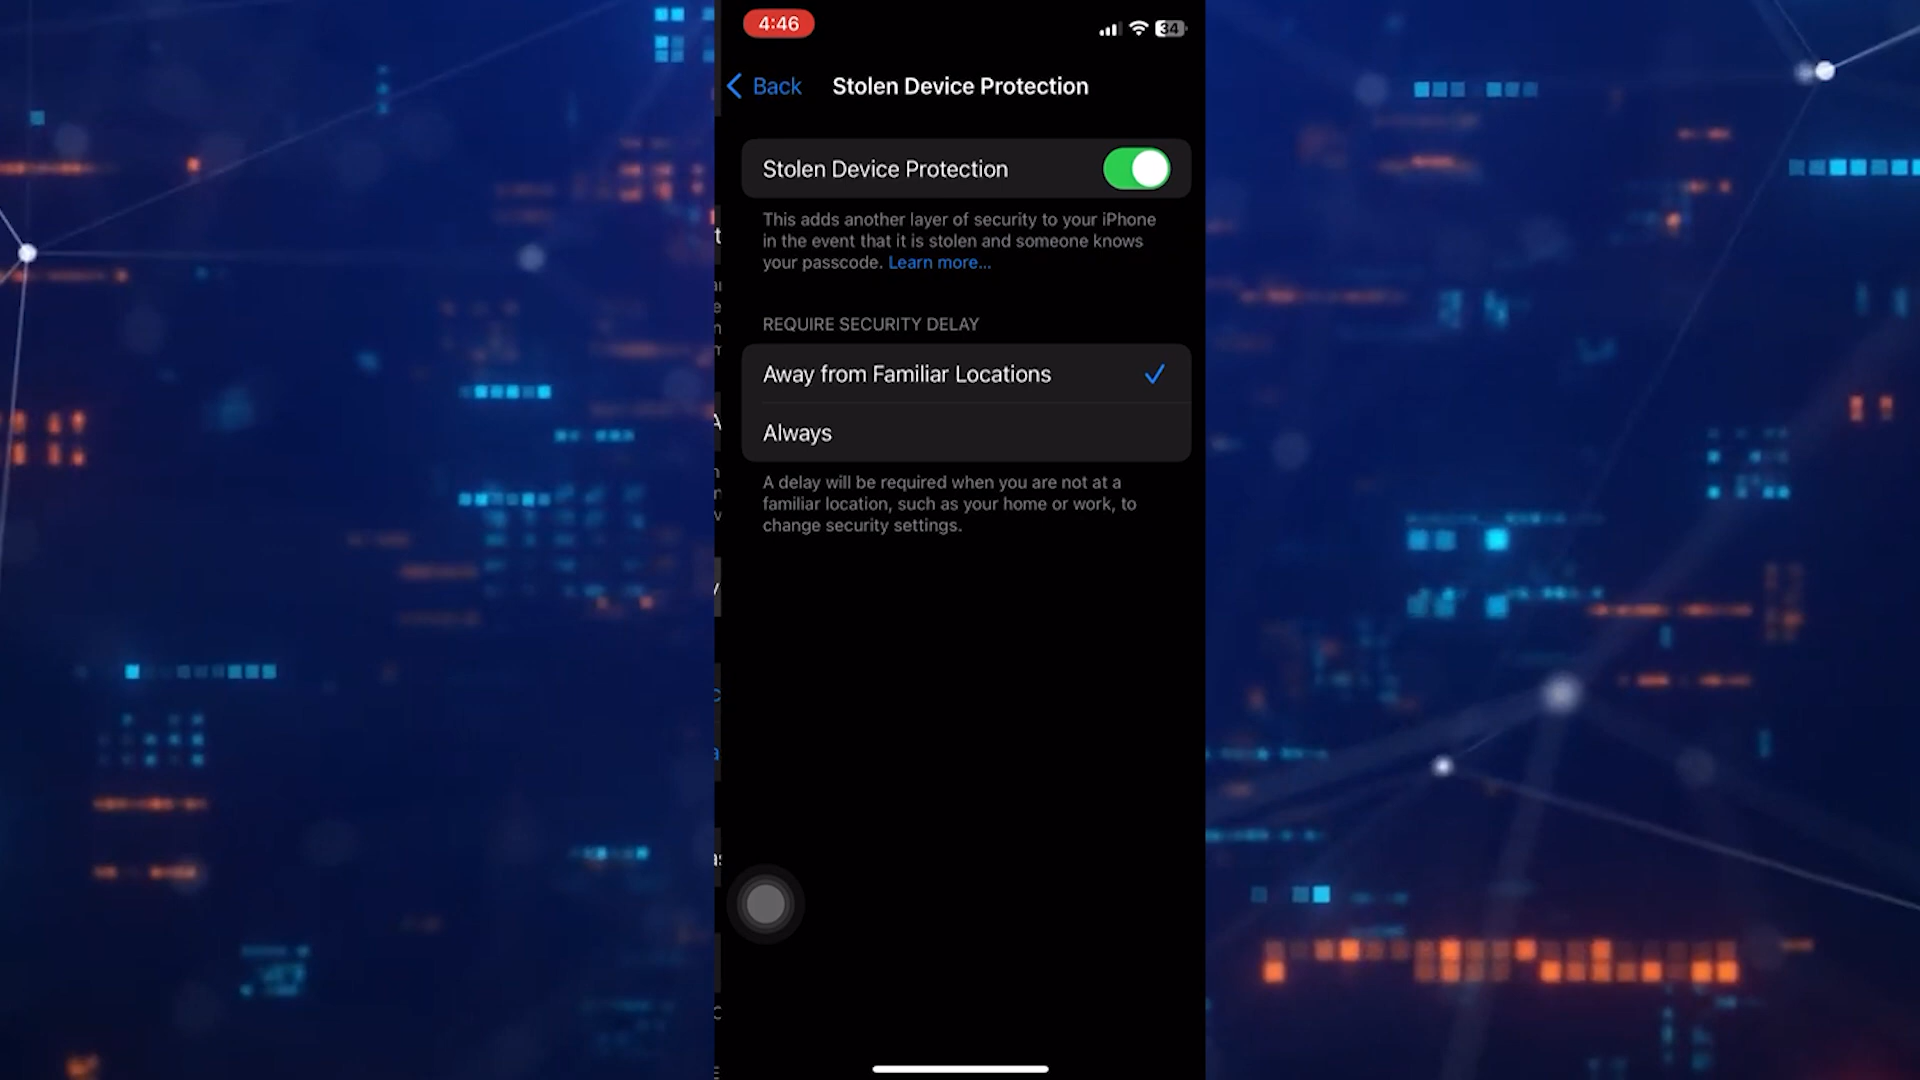 4:46
34
Back
Stolen Device Protection
Stolen Device Protection
This adds another layer of security to your iPhone
in the event that it is stolen and someone knows
your passcode. Learn more...
REQUIRE SECURITY DELAY
Away from Familiar Locations
Always
A delay will be required when you are not at a
familiar location, such as your home or work, to
change security settings.